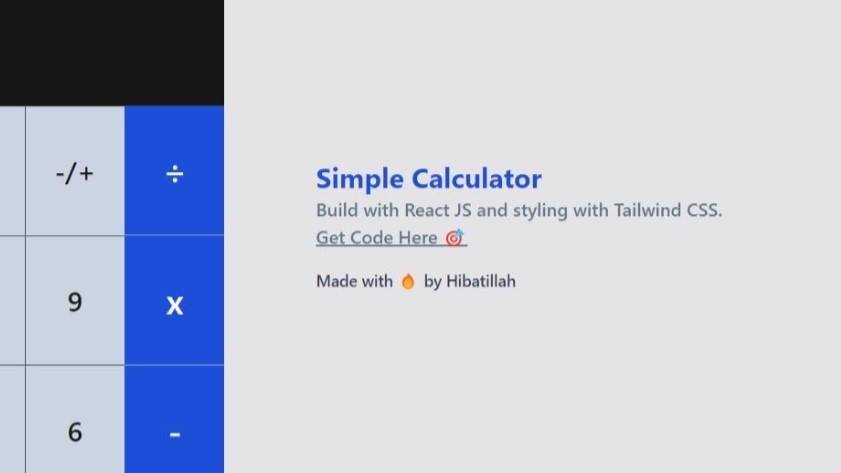 -/+ ÷
9 x
6 -
Simple Calculator
Build with React JS and styling with Tailwind CSS.
Get Code Here 🎯
Made with 🔥 by Hibatillah